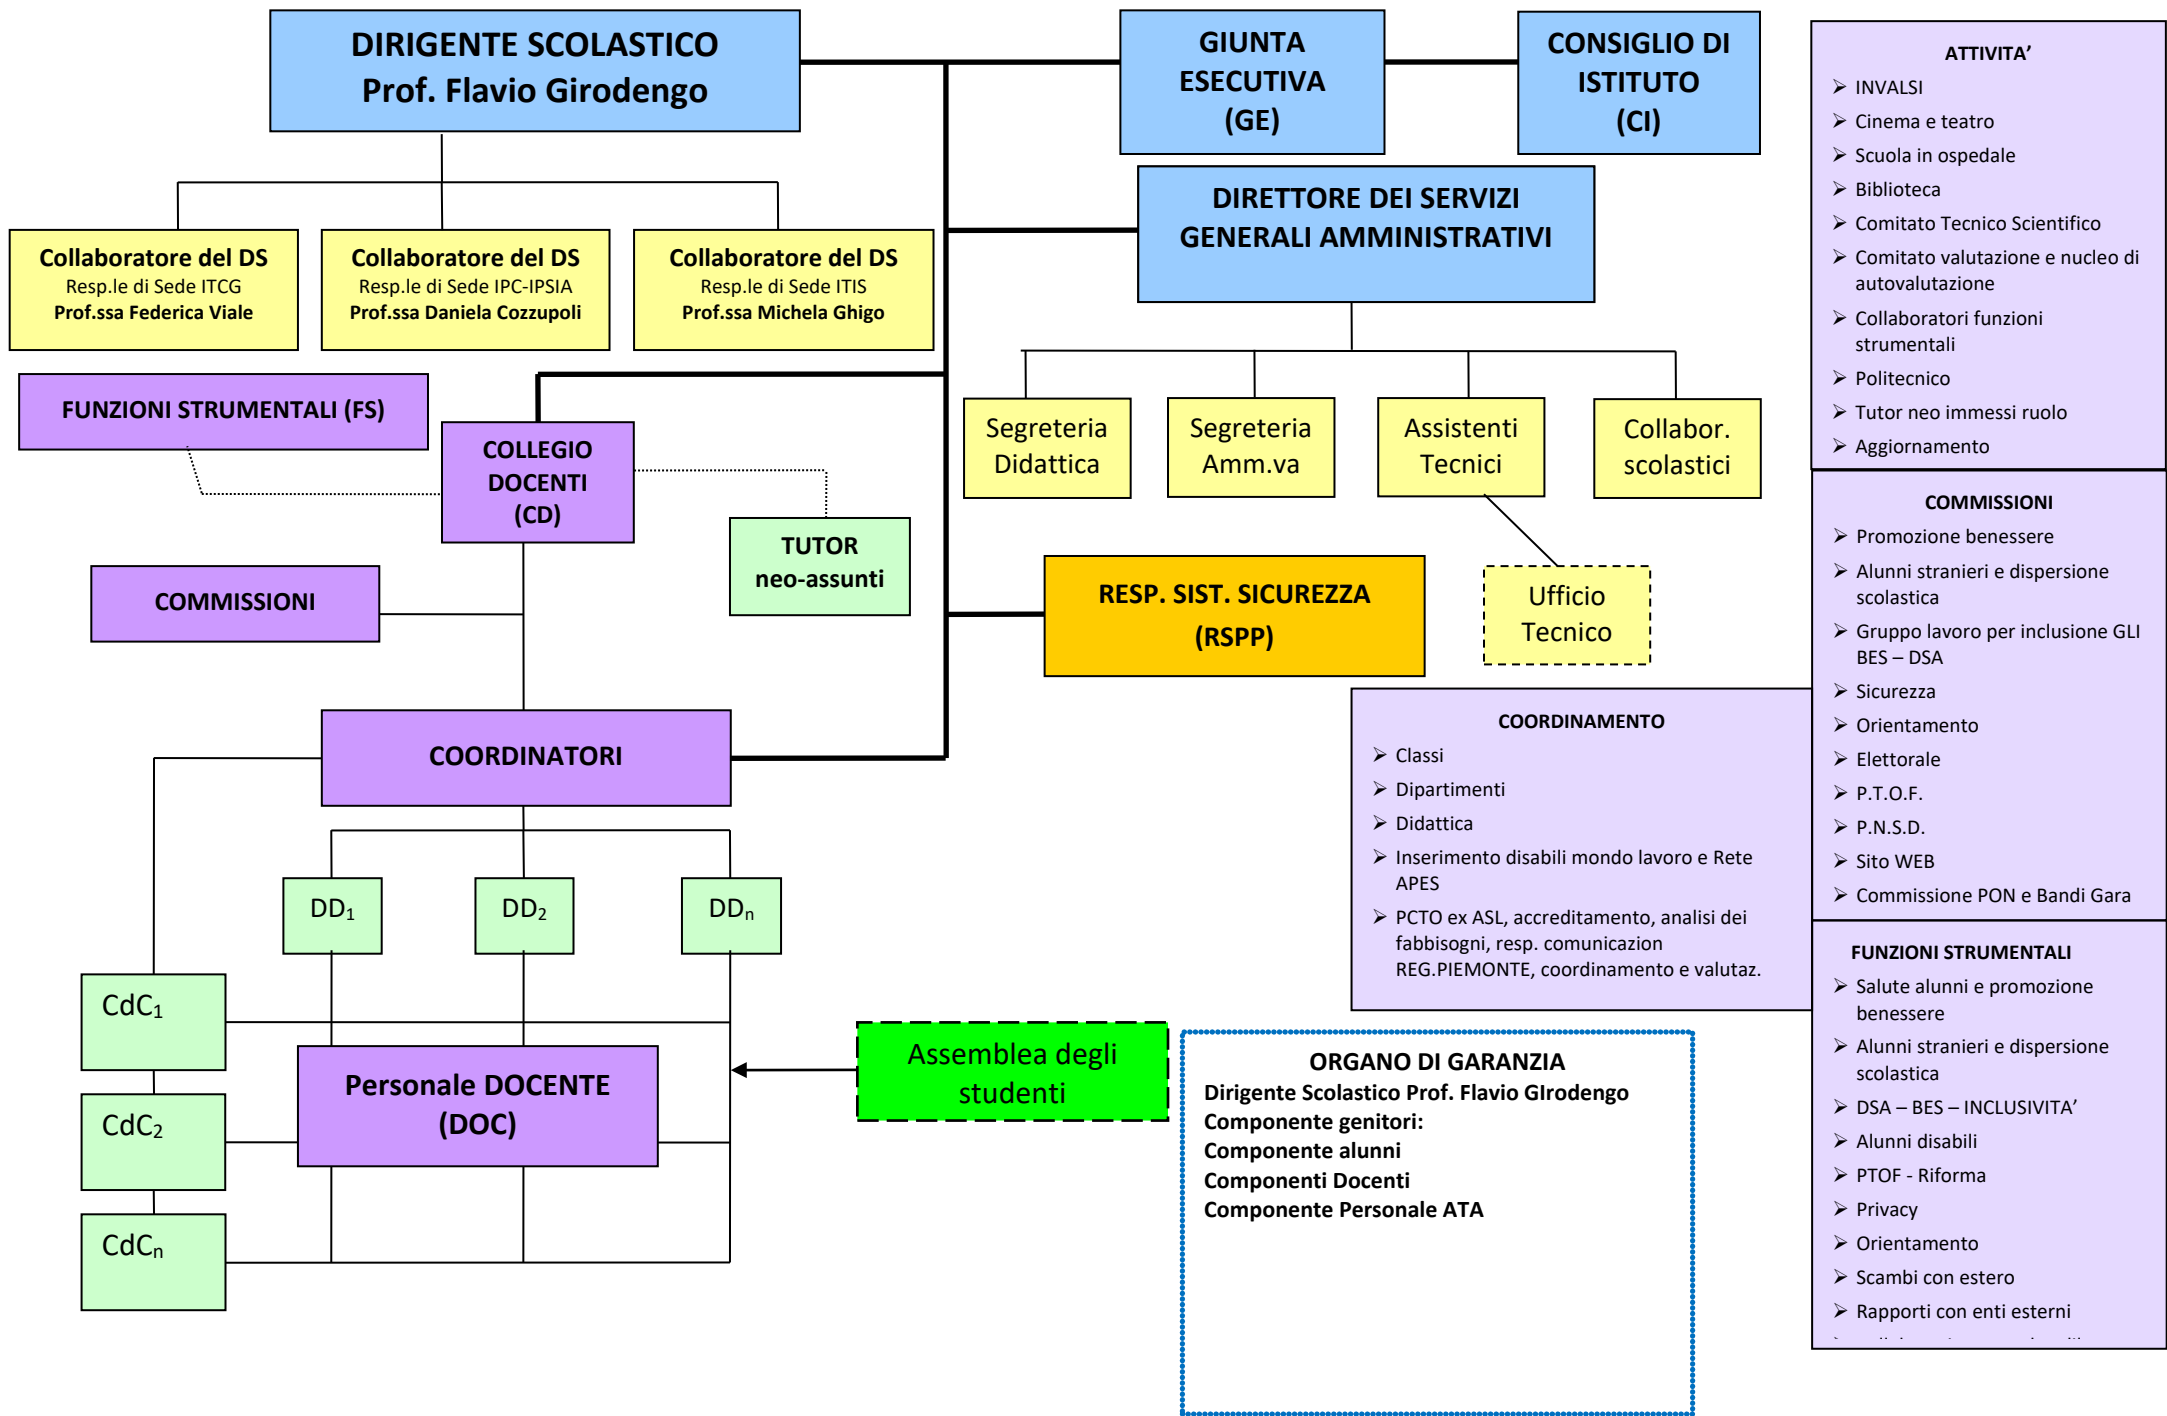 DIRIGENTE SCOLASTICO
Prof. Flavio Girodengo
GIUNTA
ESECUTIVA
(GE)
CONSIGLIO DI
ISTITUTO
(CI)
DIRETTORE DEI SERVIZI
GENERALI AMMINISTRATIVI
Collaboratore del DS
Resp.le di Sede ITCG
Prof.ssa Federica Viale
Collaboratore del DS
Resp.le di Sede IPC-IPSIA
Prof.ssa Daniela Cozzupoli
Collaboratore del DS
Resp.le di Sede ITIS
Prof.ssa Michela Ghigo
FUNZIONI STRUMENTALI (FS)
COLLEGIO
DOCENTI
(CD)
Segreteria
Didattica
Segreteria
Amm.va
Assistenti
Tecnici
Collabor.
scolastici
TUTOR
neo-assunti
COMMISSIONI
RESP. SIST. SICUREZZA
(RSPP)
Ufficio
Tecnico
COORDINATORI
DD1
DD2
DDn
CdC1
CdC2
CdCn
Personale DOCENTE
(DOC)
Assemblea degli
studenti
ORGANO DI GARANZIA
Dirigente Scolastico Prof. Flavio GIrodengo
Componente genitori:
Componente alunni
Componenti Docenti
Componente Personale ATA
COORDINAMENTO
➢ Classi
➢ Dipartimenti
➢ Didattica
➢ Inserimento disabili mondo lavoro e Rete
APES
➢ PCTO ex ASL, accreditamento, analisi dei
fabbisogni, resp. comunicazion
REG.PIEMONTE, coordinamento e valutaz.
ATTIVITA’
➢ INVALSI
➢ Cinema e teatro
➢ Scuola in ospedale
➢ Biblioteca
➢ Comitato Tecnico Scientifico
➢ Comitato valutazione e nucleo di
autovalutazione
➢ Collaboratori funzioni
strumentali
➢ Politecnico
➢ Tutor neo immessi ruolo
➢ Aggiornamento
COMMISSIONI
➢ Promozione benessere
➢ Alunni stranieri e dispersione
scolastica
➢ Gruppo lavoro per inclusione GLI
BES – DSA
➢ Sicurezza
➢ Orientamento
➢ Elettorale
➢ P.T.O.F.
➢ P.N.S.D.
➢ Sito WEB
➢ Commissione PON e Bandi Gara
FUNZIONI STRUMENTALI
➢ Salute alunni e promozione
benessere
➢ Alunni stranieri e dispersione
scolastica
➢ DSA – BES – INCLUSIVITA’
➢ Alunni disabili
➢ PTOF - Riforma
➢ Privacy
➢ Orientamento
➢ Scambi con estero
➢ Rapporti con enti esterni